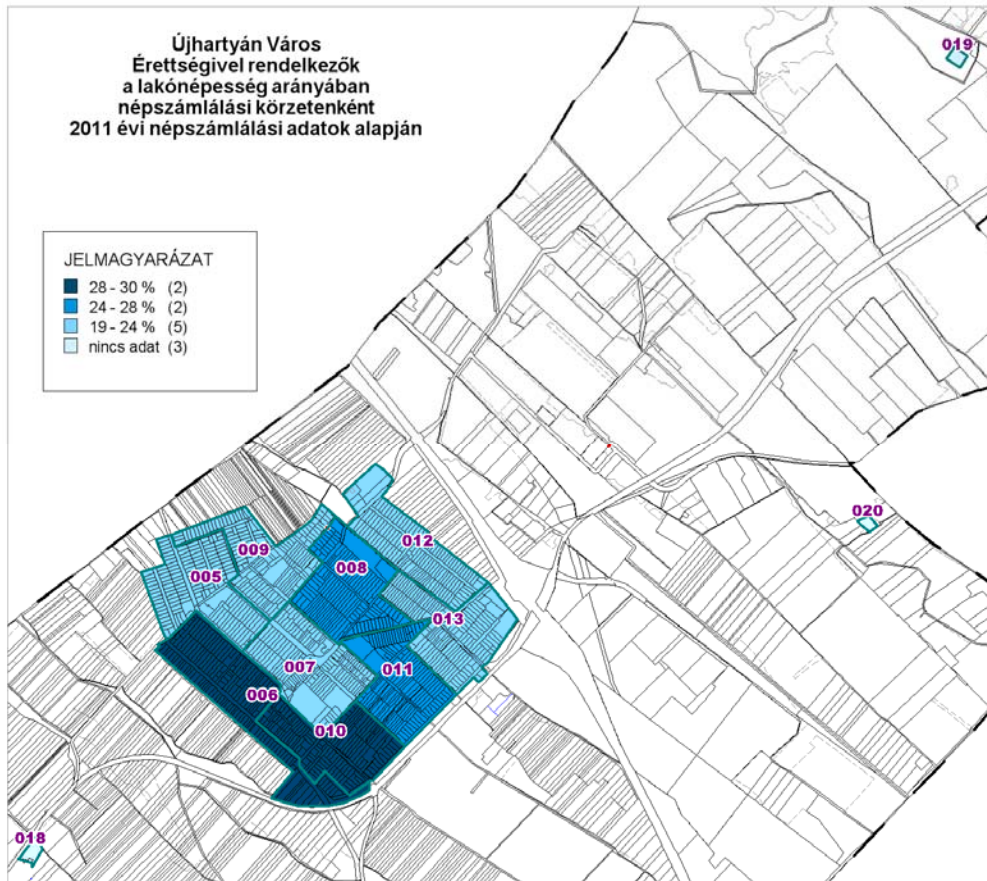 Újhartyán Város
Érettségivel rendelkezők
a lakónépesség arányában
népszámlálási körzetenként
2011 évi népszámlálási adatok alapján
JELMAGYARÁZAT
28 - 30 % (2)
24 - 28 % (2)
19 - 24 % (5)
nincs adat (3)
019
020
012
009
008
005
013
007
011
006
010
018